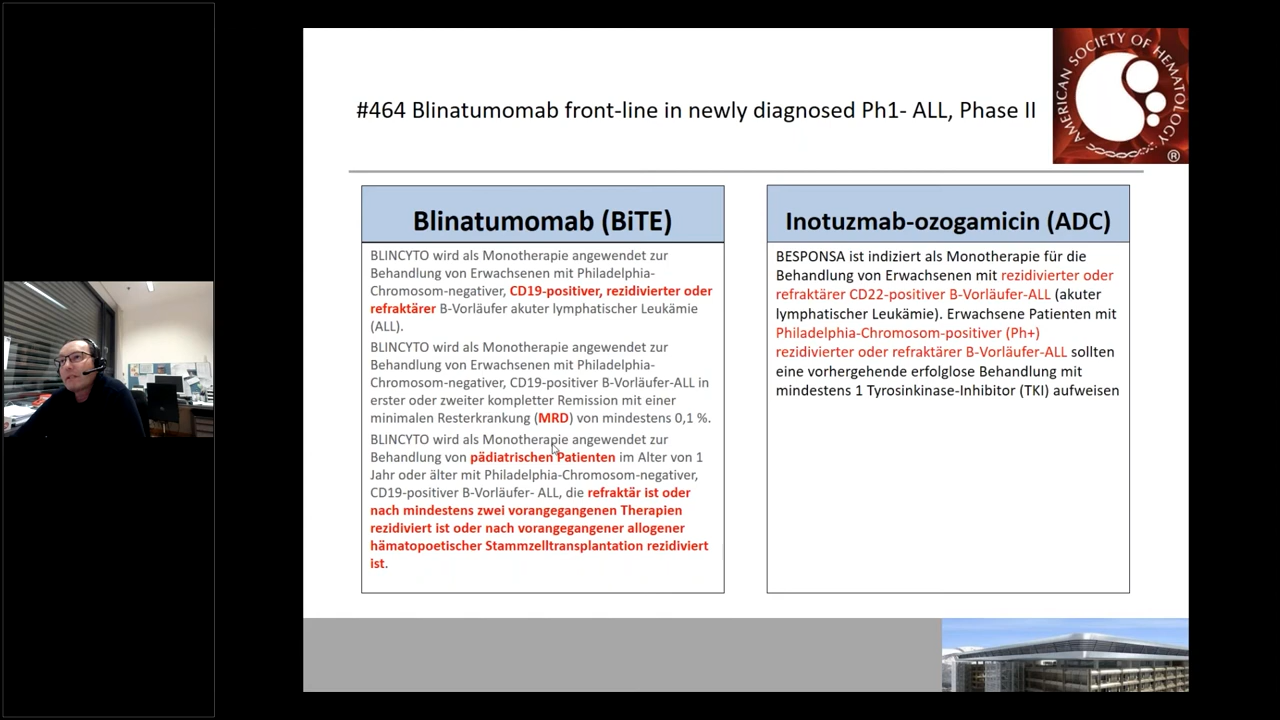 #464 Blinatumomab front-line in newly diagnosed Ph1- ALL, Phase II
AMERICAN SOCIETY OF HEMATOLOGY
®
Blinatumomab (BiTE)
BLINCYTO wird als Monotherapie angewendet zur
Behandlung von Erwachsenen mit Philadelphia-
Chromosom-negativer, CD19-positiver, rezidivierter oder
refraktärer B-Vorläufer akuter lymphatischer Leukämie
(ALL).
BLINCYTO wird als Monotherapie angewendet zur
Behandlung von Erwachsenen mit Philadelphia-
Chromosom-negativer, CD19-positiver B-Vorläufer-ALL in
erster oder zweiter kompletter Remission mit einer
minimalen Resterkrankung (MRD) von mindestens 0,1 %.
BLINCYTO wird als Monotherapie angewendet zur
Behandlung von pädiatrischen Patienten im Alter von 1
Jahr oder älter mit Philadelphia-Chromosom-negativer,
CD19-positiver B-Vorläufer- ALL, die refraktär ist oder
nach mindestens zwei vorangegangenen Therapien
rezidiviert ist oder nach vorangegangener allogener
hämatopoetischer Stammzelltransplantation rezidiviert
ist.
Inotuzmab-ozogamicin (ADC)
BESPONSA ist indiziert als Monotherapie für die
Behandlung von Erwachsenen mit rezidivierter oder
refraktärer CD22-positiver B-Vorläufer-ALL (akuter
lymphatischer Leukämie). Erwachsene Patienten mit
Philadelphia-Chromosom-positiver (Ph+)
rezidivierter oder refraktärer B-Vorläufer-ALL sollten
eine vorhergehende erfolglose Behandlung mit
mindestens 1 Tyrosinkinase-Inhibitor (TKI) aufweisen